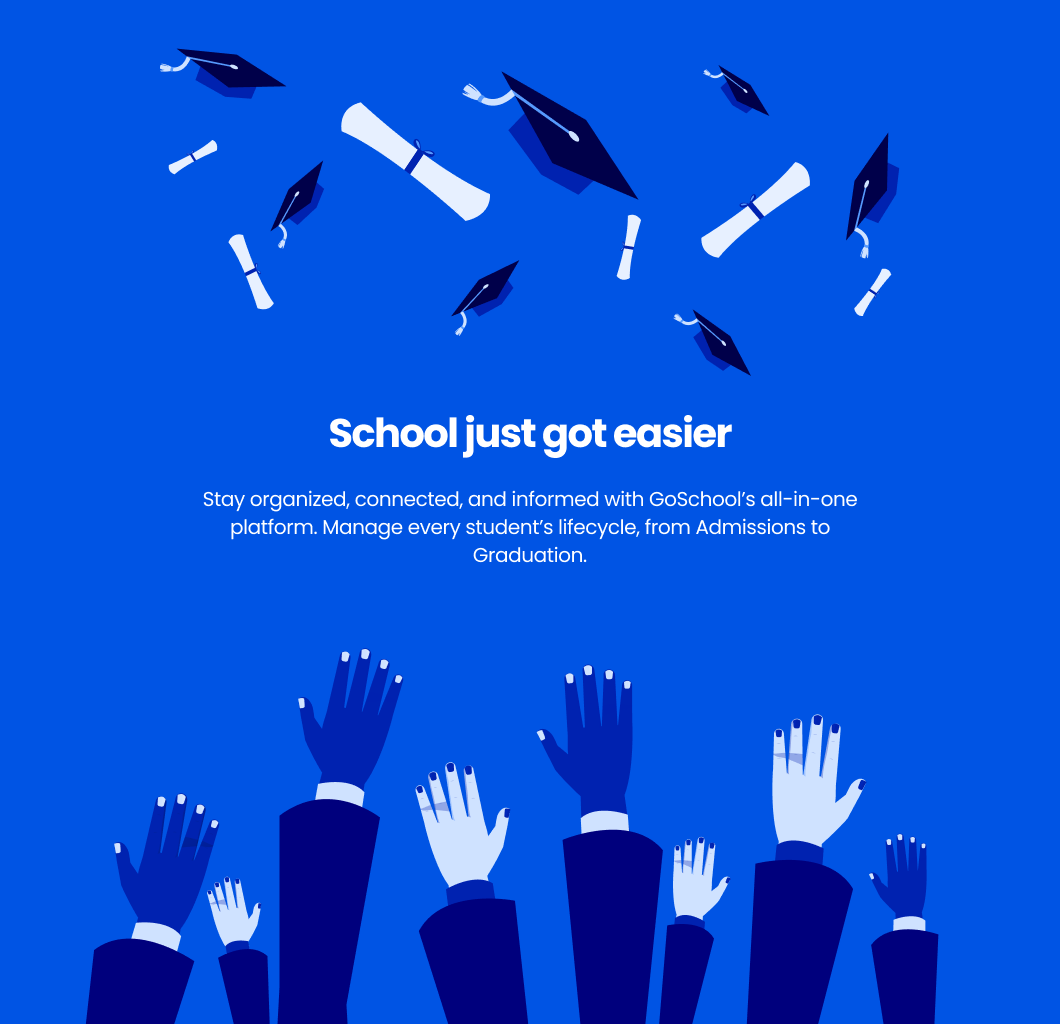 School just got easier
Stay organized, connected, and informed with GoSchool’s all-in-one
platform. Manage every student’s lifecycle, from Admissions to
Graduation.